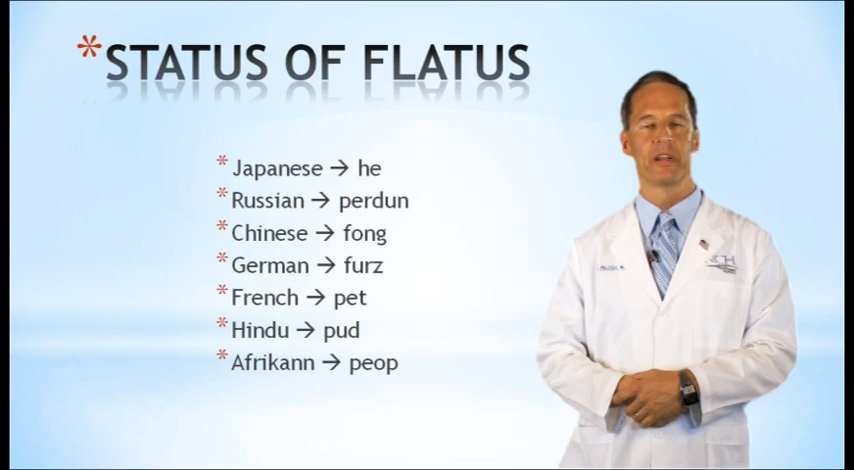 *STATUS OF FLATUS
* Japanese → he
* Russian → perdun
* Chinese → fong
* German → furz
* French → pet
* Hindu → pud
* Afrikann → peop